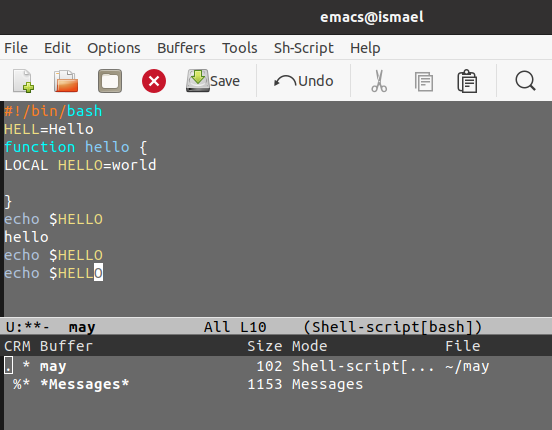 emacs@ismael
File Edit Options Buffers Tools Sh-Script Help
Save Undo
#!/bin/bash
HELL=Hello
function hello {
LOCAL HELLO=world
}
echo $HELLO
hello
echo $HELLO
echo $HELLO
U:**- may All L10 (Shell-script[bash])
CRM Buffer Size Mode File
. * may 102 Shell-script[... ~/may
%* *Messages* 1153 Messages